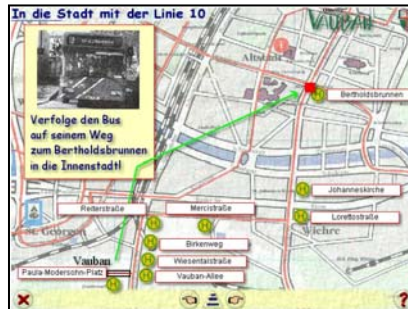 In die Stadt mit der Linie 10
VAUBAN
Altstadt
Verfolge den Bus
auf seinem Weg
zum Bertholdsbrunnen
in die Innenstadt!
H Bertholdsbrunnen
Johanneskirche
Reiterstraße
Mercistraße
H Lorettostraße
St. Georgen
Wiehre
H
H
H Birkenweg
Vauban
H Wiesentalstraße
Paula-Modersohn-Platz
H Vauban-Allee
H
?